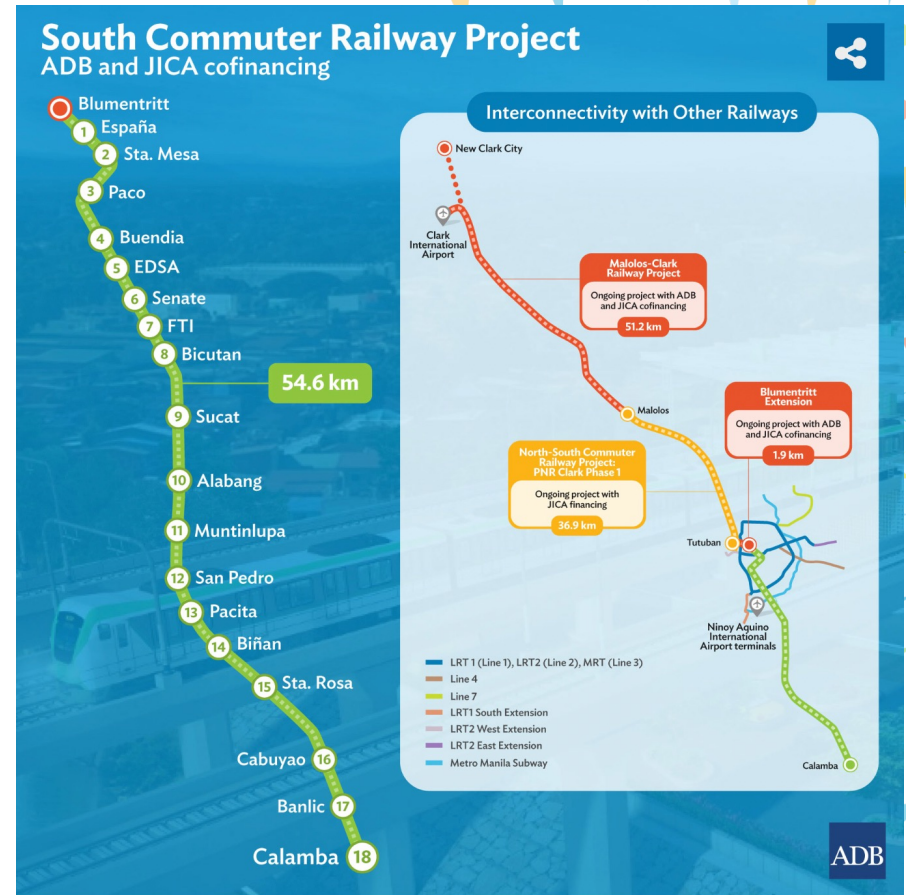 South Commuter Railway Project
ADB and JICA cofinancing
Blumentritt
1 España
2 Sta. Mesa
3 Paco
4 Buendia
5 EDSA
6 Senate
7 FTI
8 Bicutan
54.6 km
9 Sucat
10 Alabang
11 Muntinlupa
12 San Pedro
13 Pacita
14 Biñan
15 Sta. Rosa
Cabuyao 16
Banlic 17
Calamba 18
Interconnectivity with Other Railways
New Clark City
Clark
International
Airport
Malolos-Clark
Railway Project
Ongoing project with ADB
and JICA cofinancing
51.2 km
Malolos
Blumentritt
Extension
Ongoing project with ADB
and JICA cofinancing
1.9 km
North-South Commuter
Railway Project:
PNR Clark Phase 1
Ongoing project with
JICA financing
36.9 km
Tutuban
Ninoy Aquino
International
Airport terminals
LRT 1 (Line 1), LRT2 (Line 2), MRT (Line 3)
Line 4
Line 7
LRT1 South Extension
LRT2 West Extension
LRT2 East Extension
Metro Manila Subway
Calamba
ADB